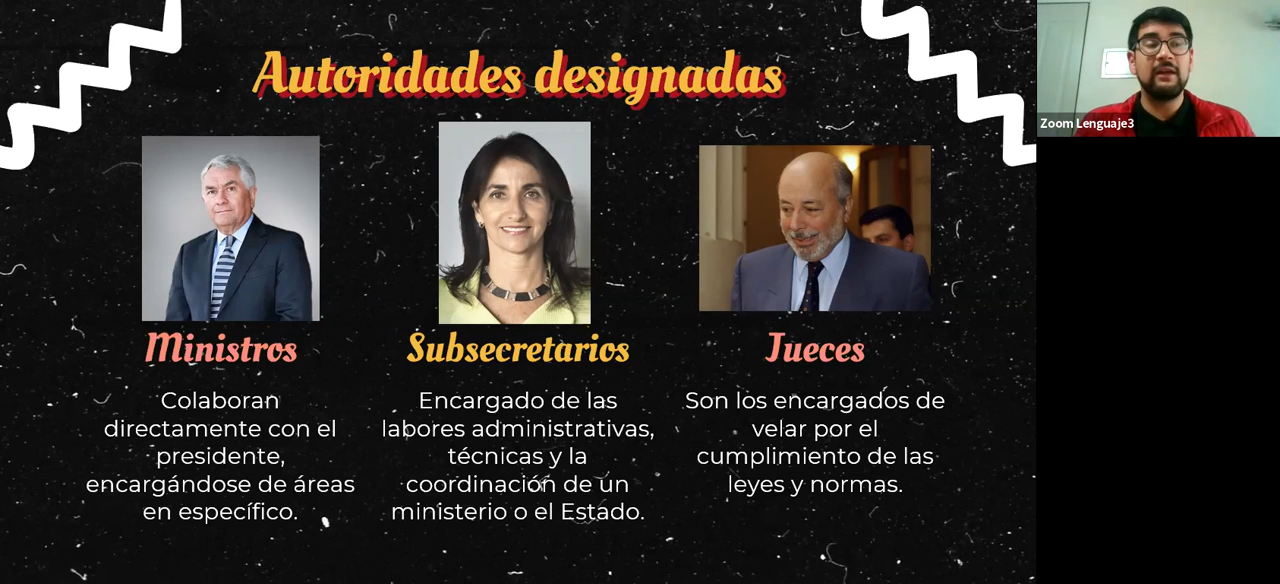 Autoridades designadas
Zoom Lenguaje3
Ministros
Colaboran
directamente con el
presidente,
encargándose de áreas
en específico.
Subsecretarios
Encargado de las
labores administrativas,
técnicas y la
coordinación de un
ministerio o el Estado.
Jueces
Son los encargados de
velar por el
cumplimiento de las
leyes y normas.